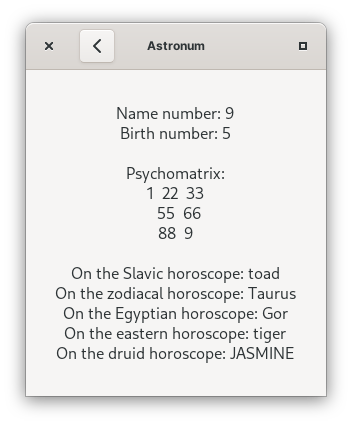 Astronum
Name number: 9
Birth number: 5
Psychomatrix:
1 22 33
55 66
88 9
On the Slavic horoscope: toad
On the zodiacal horoscope: Taurus
On the Egyptian horoscope: Gor
On the eastern horoscope: tiger
On the druid horoscope: JASMINE